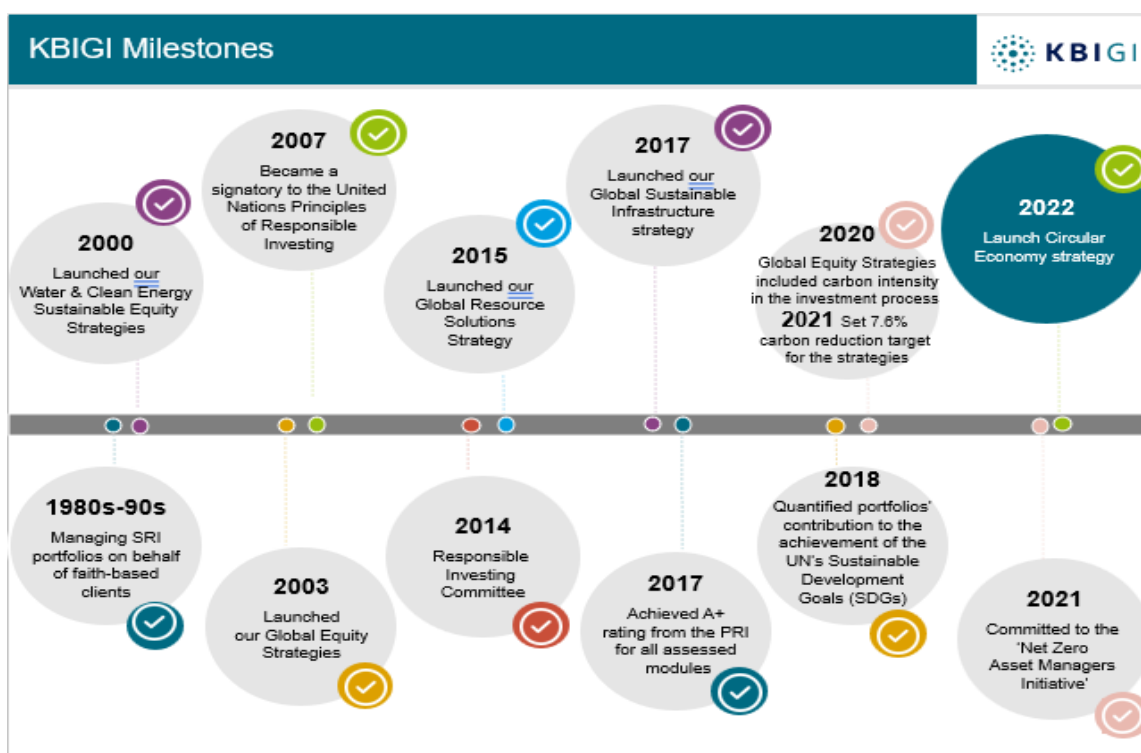 KBIGI Milestones
KBIGI
2000
Launched our
Water & Clean Energy
Sustainable Equity
Strategies
2007
Became a
signatory to the United
Nations Principles
of Responsible
Investing
2015
Launched our
Global Resource
Solutions
Strategy
2017
Launched our
Global Sustainable
Infrastructure
strategy
2020
Global Equity Strategies
included carbon intensity
in the investment process
2021 Set 7.6%
carbon reduction target
for the strategies
2022
Launch Circular
Economy strategy
1980s-90s
Managing SRI
portfolios on behalf
of faith-based
clients
2003
Launched
our Global Equity
Strategies
2014
Responsible
Investing
Committee
2017
Achieved A+
rating from the PRI
for all assessed
modules
2018
Quantified portfolios'
contribution to the
achievement of the
UN's Sustainable
Development
Goals (SDGs)
2021
Committed to the
'Net Zero
Asset Managers
Initiative'